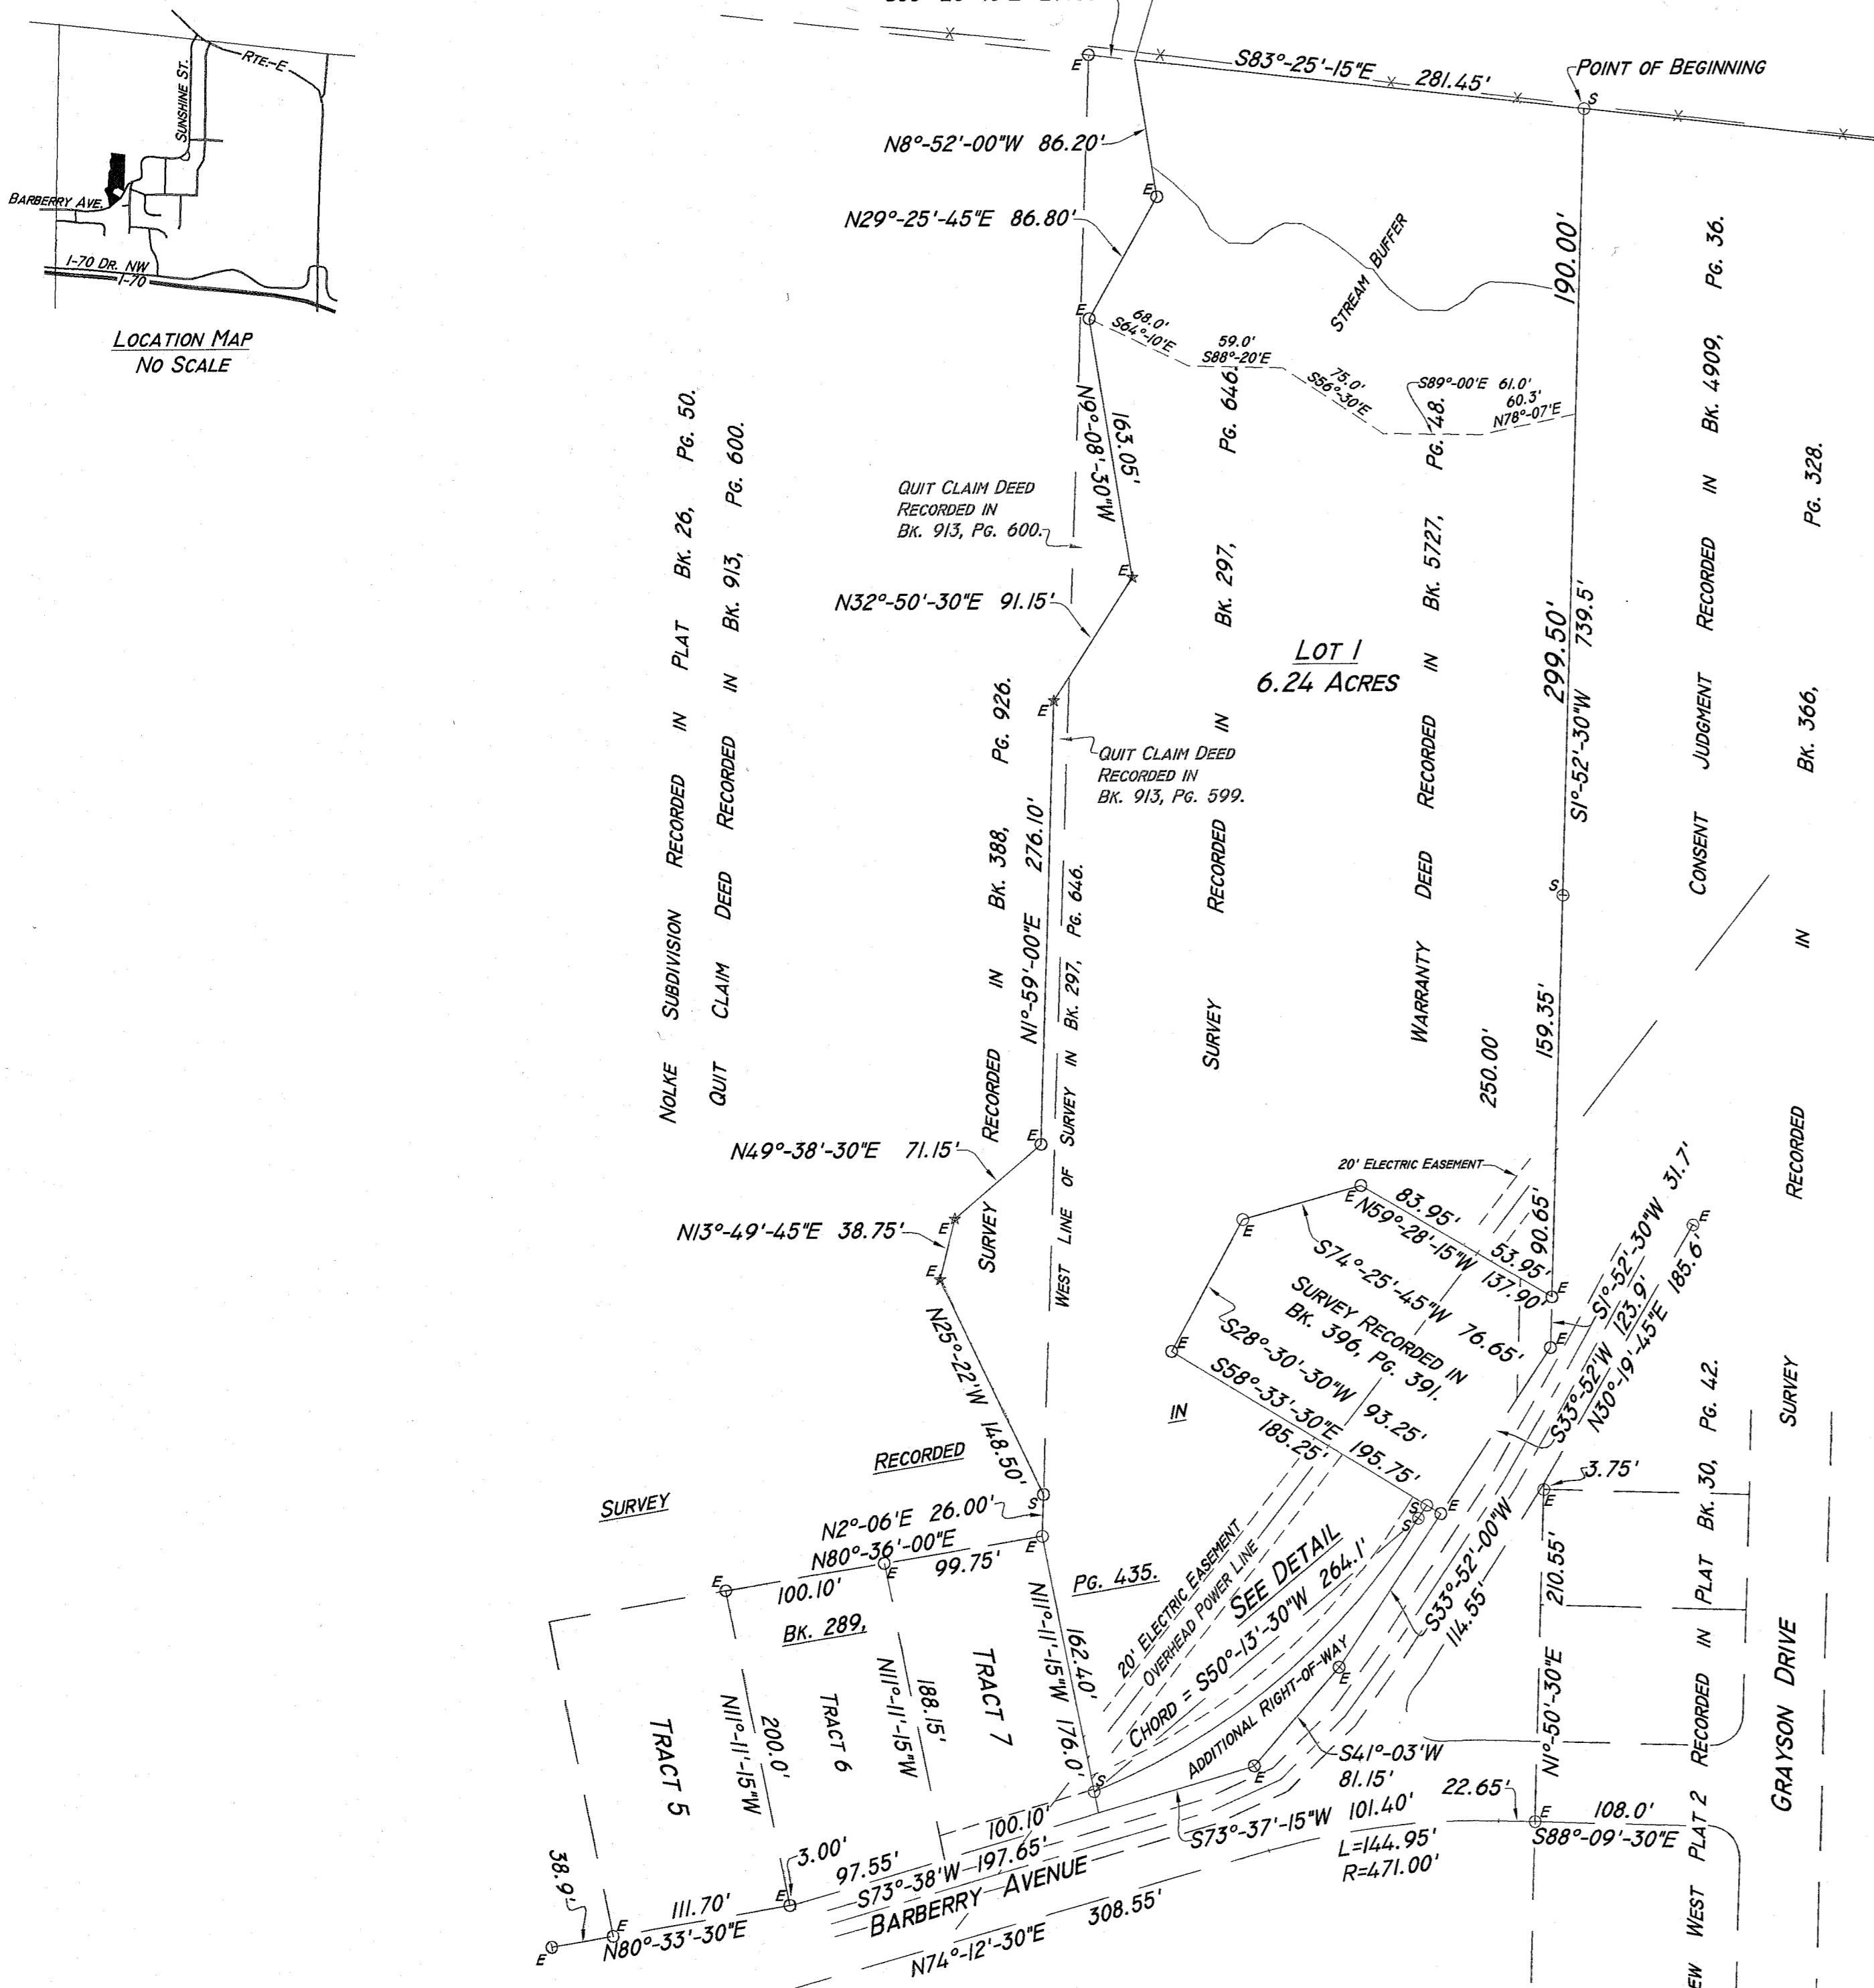 RTE.-E
SUNSHINE ST.
BARBERRY AVE.
I-70 DR. NW
I-70
LOCATION MAP
NO SCALE
S83°-25'-15"E 281.45'
POINT OF BEGINNING
S
E
N8°-52'-00"W 86.20'
E
N29°-25'-45"E 86.80'
E
STREAM BUFFER
190.00'
68.0'
S64°-10'E
59.0'
S88°-20'E
75.0'
S56°-30'E
S89°-00'E 61.0'
60.3'
N78°-07'E
163.05'
N9°-08'-30"W
QUIT CLAIM DEED
RECORDED IN
BK. 913, PG. 600.
E
N32°-50'-30"E 91.15'
E
LOT 1
6.24 ACRES
299.50'
S1°-52'-30"W 739.5'
QUIT CLAIM DEED
RECORDED IN
BK. 913, PG. 599.
NOLKE SUBDIVISION RECORDED IN PLAT BK. 26, PG. 50.
QUIT CLAIM DEED RECORDED IN BK. 913, PG. 600.
SURVEY RECORDED IN BK. 388, PG. 926.
276.10'
N1°-59'-00"E
WEST LINE OF SURVEY IN BK. 297, PG. 646.
SURVEY RECORDED IN BK. 297, PG. 646.
WARRANTY DEED RECORDED IN BK. 5727, PG. 48.
CONSENT JUDGMENT RECORDED IN BK. 4909, PG. 36.
SURVEY RECORDED IN BK. 366, PG. 328.
S
159.35'
250.00'
E
N49°-38'-30"E 71.15'
E
N13°-49'-45"E 38.75'
E
20' ELECTRIC EASEMENT
E
83.95'
N59°-28'-15"W 137.90'
53.95'
90.65'
E
E
S74°-25'-45"W 76.65'
SURVEY RECORDED IN
BK. 396, PG. 391.
S28°-30'-30"W 93.25'
E
S58°-33'-30"E 195.75'
185.25'
S1°-52'-30"W 31.7'
E
S33°-52'W 123.9'
N30°-19'-45"E 185.6'
E
N25°-22'W 148.50'
IN
RECORDED
SURVEY
S
N2°-06'E 26.00'
E
N80°-36'-00"E
99.75'
E
100.10'
E
BK. 289,
PG. 435.
S
S
E
3.75'
E
20' ELECTRIC EASEMENT
OVERHEAD POWER LINE
SEE DETAIL
CHORD = S50°-13'-30"W 264.1'
ADDITIONAL RIGHT-OF-WAY
S33°-52'-00"W
114.55'
E
210.55'
N1°-50'-30"E
162.40'
N11°-11'-15"W 176.0'
TRACT 7
188.15'
N11°-11'-15"W
TRACT 6
200.0'
N11°-11'-15"W
TRACT 5
S
S41°-03'W
81.15'
E
S73°-37'-15"W 101.40'
L=144.95'
R=471.00'
22.65'
E
108.0'
S88°-09'-30"E
100.10'
3.00'
97.55'
S73°-38'W 197.65'
BARBERRY AVENUE
E
111.70'
N80°-33'-30"E
E
38.9'
E
N74°-12'-30"E 308.55'
EW WEST PLAT 2 RECORDED IN PLAT BK. 30, PG. 42.
GRAYSON DRIVE